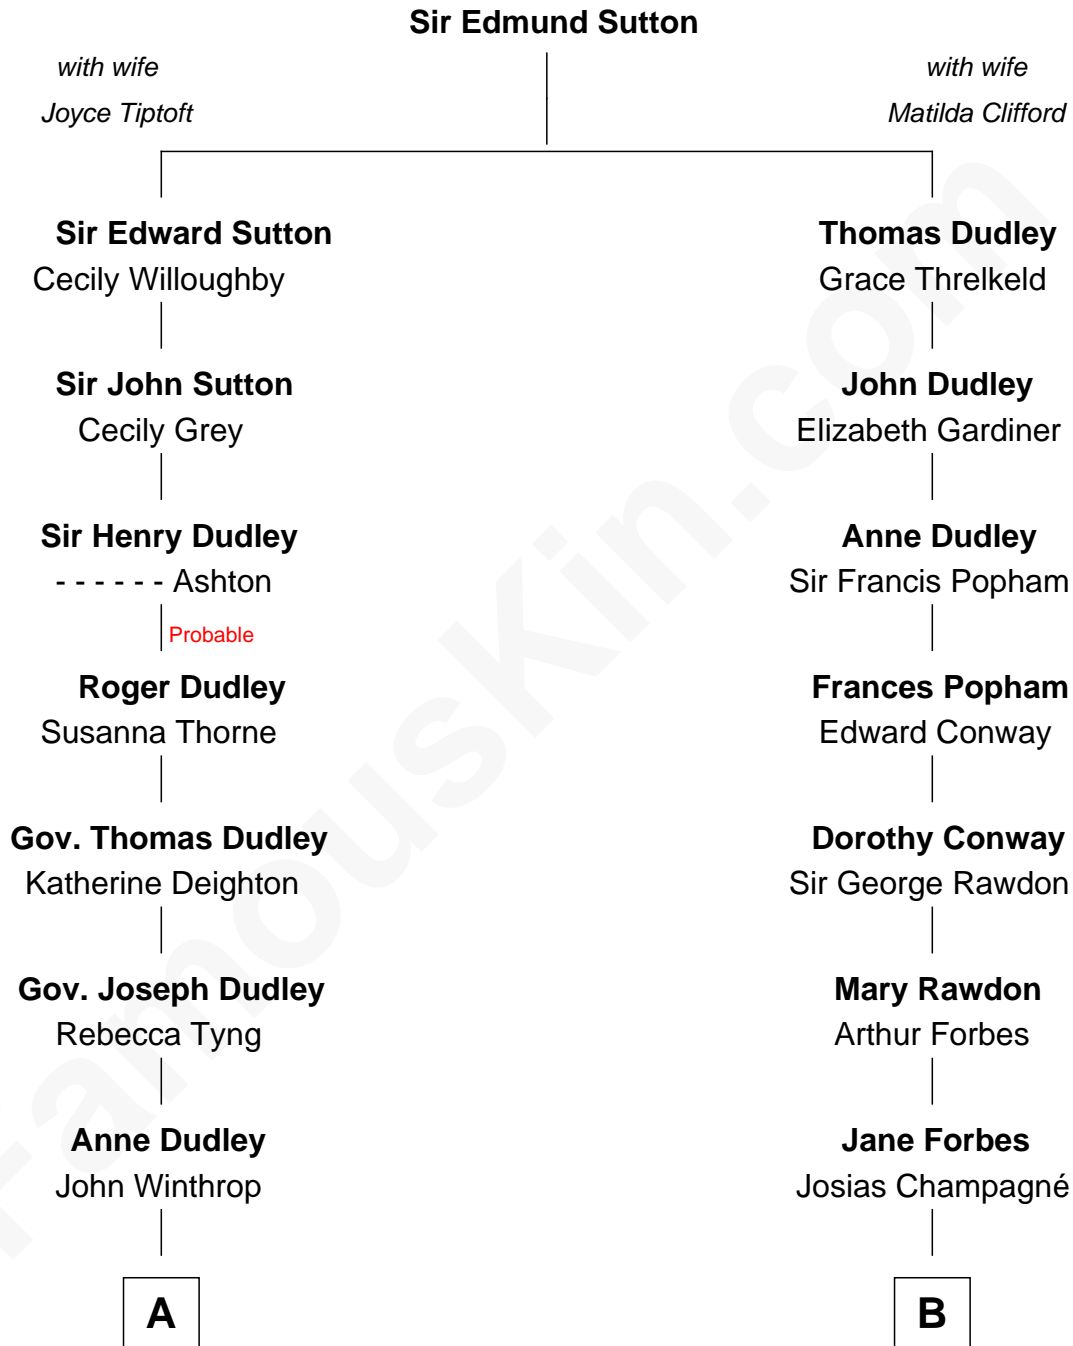 Sir Edmund Sutton
with wife
Joyce Tiptoft
with wife
Matilda Clifford
Sir Edward Sutton
Cecily Willoughby
Thomas Dudley
Grace Threlkeld
Sir John Sutton
Cecily Grey
John Dudley
Elizabeth Gardiner
Sir Henry Dudley
- - - - - - Ashton
Anne Dudley
Sir Francis Popham
Probable
Roger Dudley
Susanna Thorne
Frances Popham
Edward Conway
Gov. Thomas Dudley
Katherine Deighton
Dorothy Conway
Sir George Rawdon
Gov. Joseph Dudley
Rebecca Tyng
Mary Rawdon
Arthur Forbes
Anne Dudley
John Winthrop
Jane Forbes
Josias Champagné
A
B
FamousKin.com